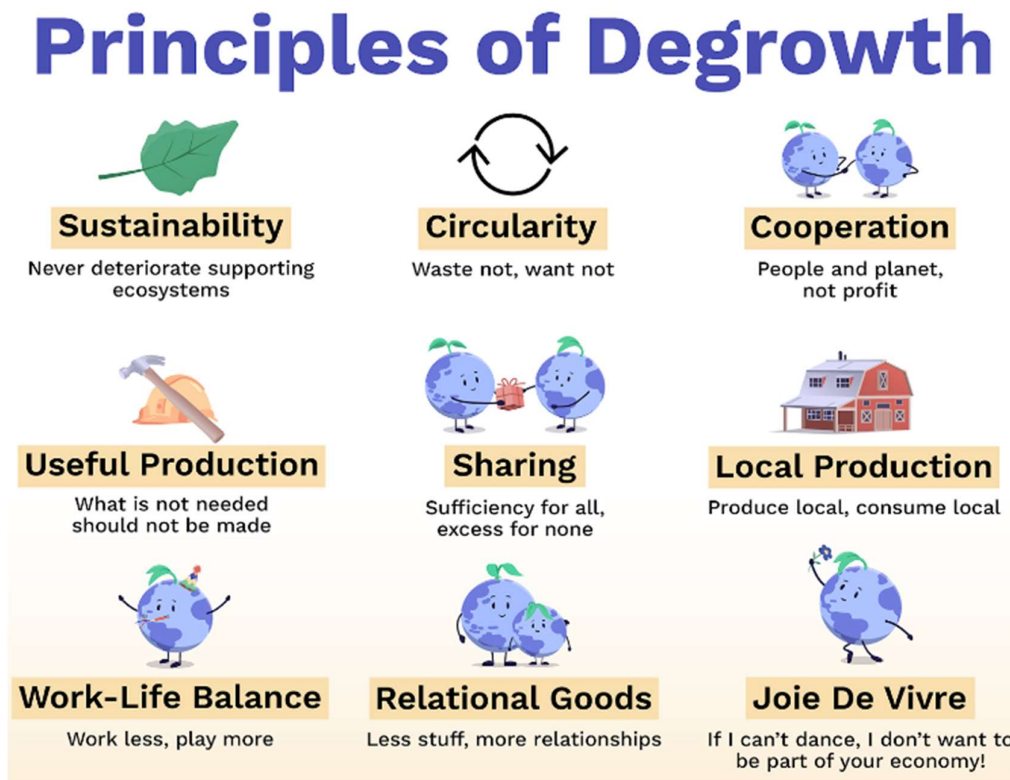 Principles of Degrowth
Sustainability
Never deteriorate supporting
ecosystems
Circularity
Waste not, want not
Cooperation
People and planet,
not profit
Useful Production
What is not needed
should not be made
Sharing
Sufficiency for all,
excess for none
Local Production
Produce local, consume local
Work-Life Balance
Work less, play more
Relational Goods
Less stuff, more relationships
Joie De Vivre
If I can’t dance, I don’t want to
be part of your economy!